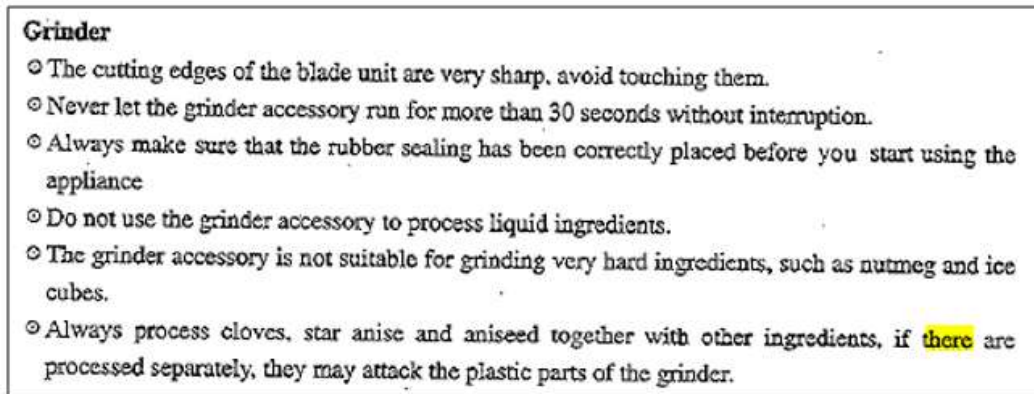 Grinder
⊙ The cutting edges of the blade unit are very sharp, avoid touching them.
⊙ Never let the grinder accessory run for more than 30 seconds without interruption.
⊙ Always make sure that the rubber sealing has been correctly placed before you start using the
appliance
⊙ Do not use the grinder accessory to process liquid ingredients.
⊙ The grinder accessory is not suitable for grinding very hard ingredients, such as nutmeg and ice
cubes.
⊙ Always process cloves, star anise and aniseed together with other ingredients, if there are
processed separately, they may attack the plastic parts of the grinder.